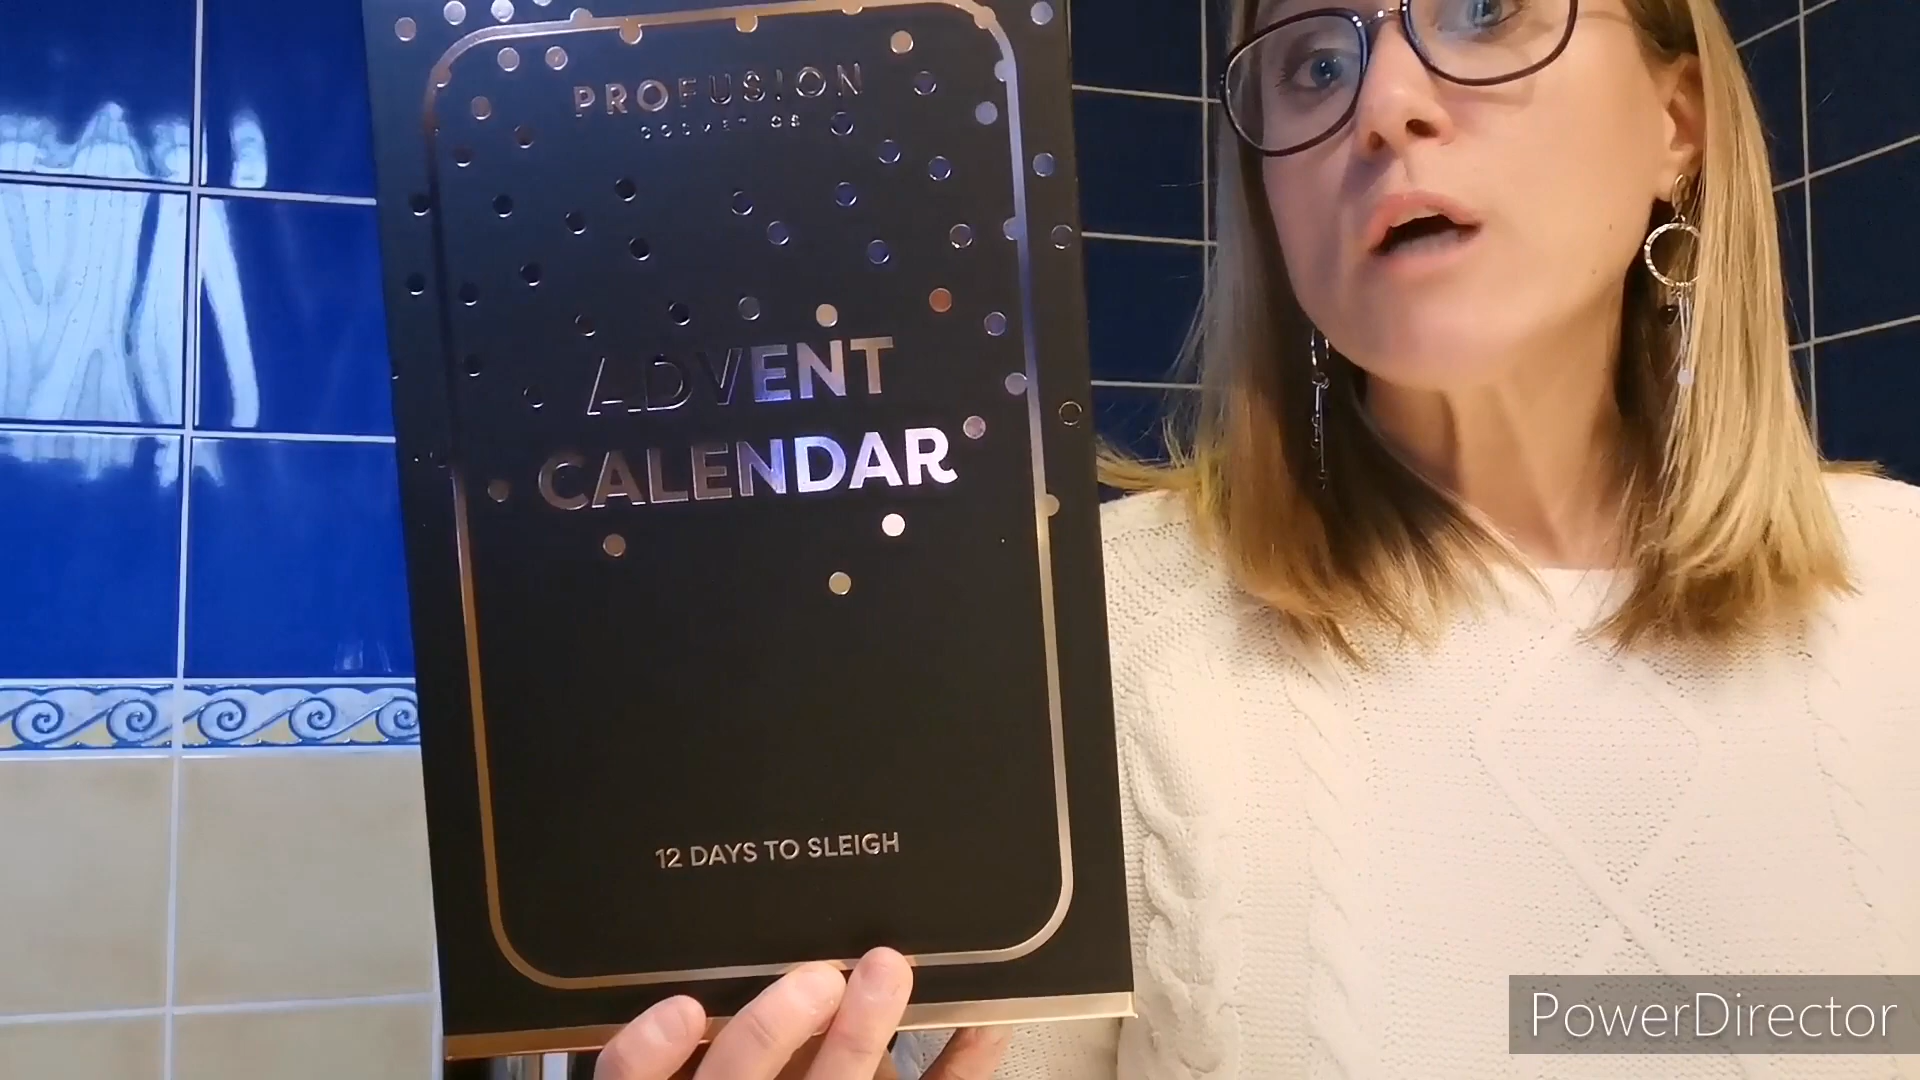 PROFUSION
COSMETICS
ADVENT
CALENDAR
12 DAYS TO SLEIGH
PowerDirector